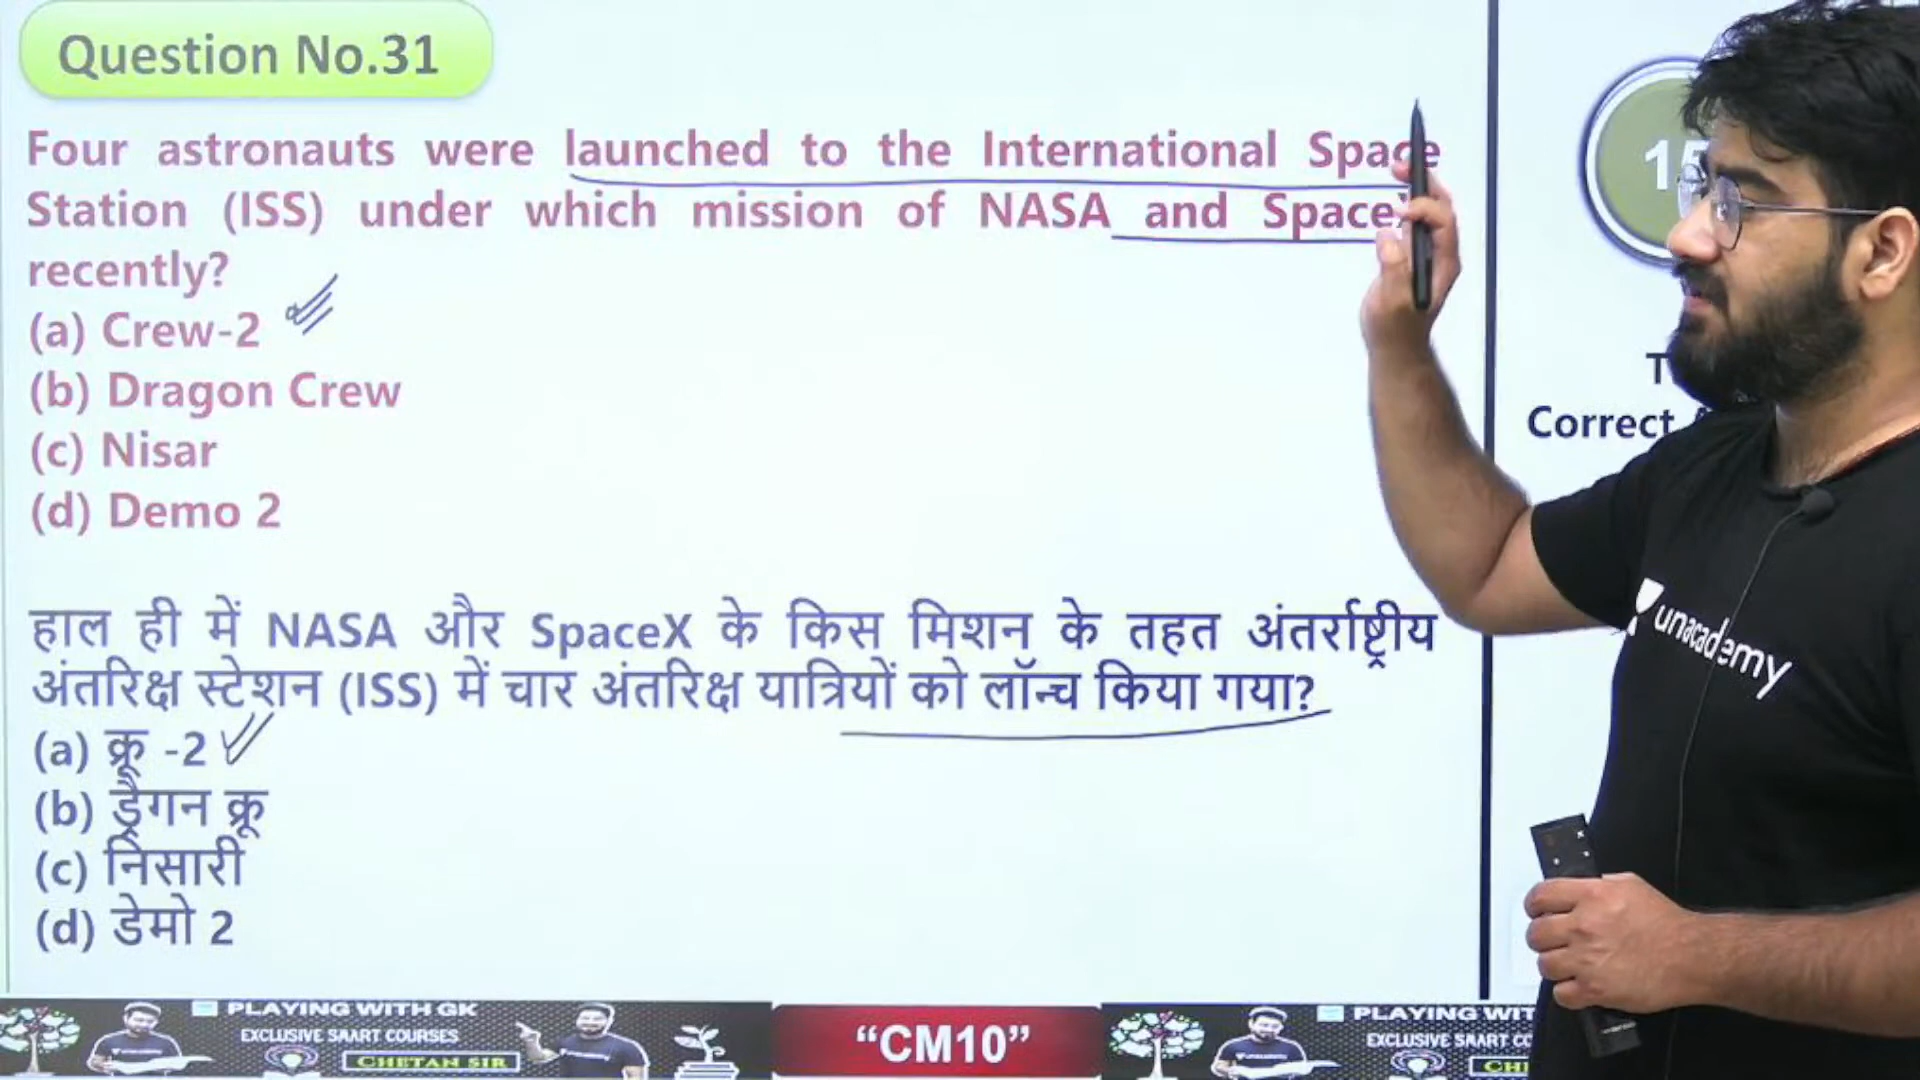 Question No.31
Four astronauts were launched to the International Space
Station (ISS) under which mission of NASA and SpaceX
recently?
(a) Crew-2
(b) Dragon Crew
(c) Nisar
(d) Demo 2
हाल ही में NASA और SpaceX के किस मिशन के तहत अंतर्राष्ट्रीय
अंतरिक्ष स्टेशन (ISS) में चार अंतरिक्ष यात्रियों को लॉन्च किया गया?
(a) क्रू -2
(b) ड्रैगन क्रू
(c) निसारी
(d) डेमो 2
15
Correct
unacademy
PLAYING WITH GK
EXCLUSIVE SMART COURSES
CHETAN SIR
“CM10”
PLAYING WIT
EXCLUSIVE SMART CO
CH